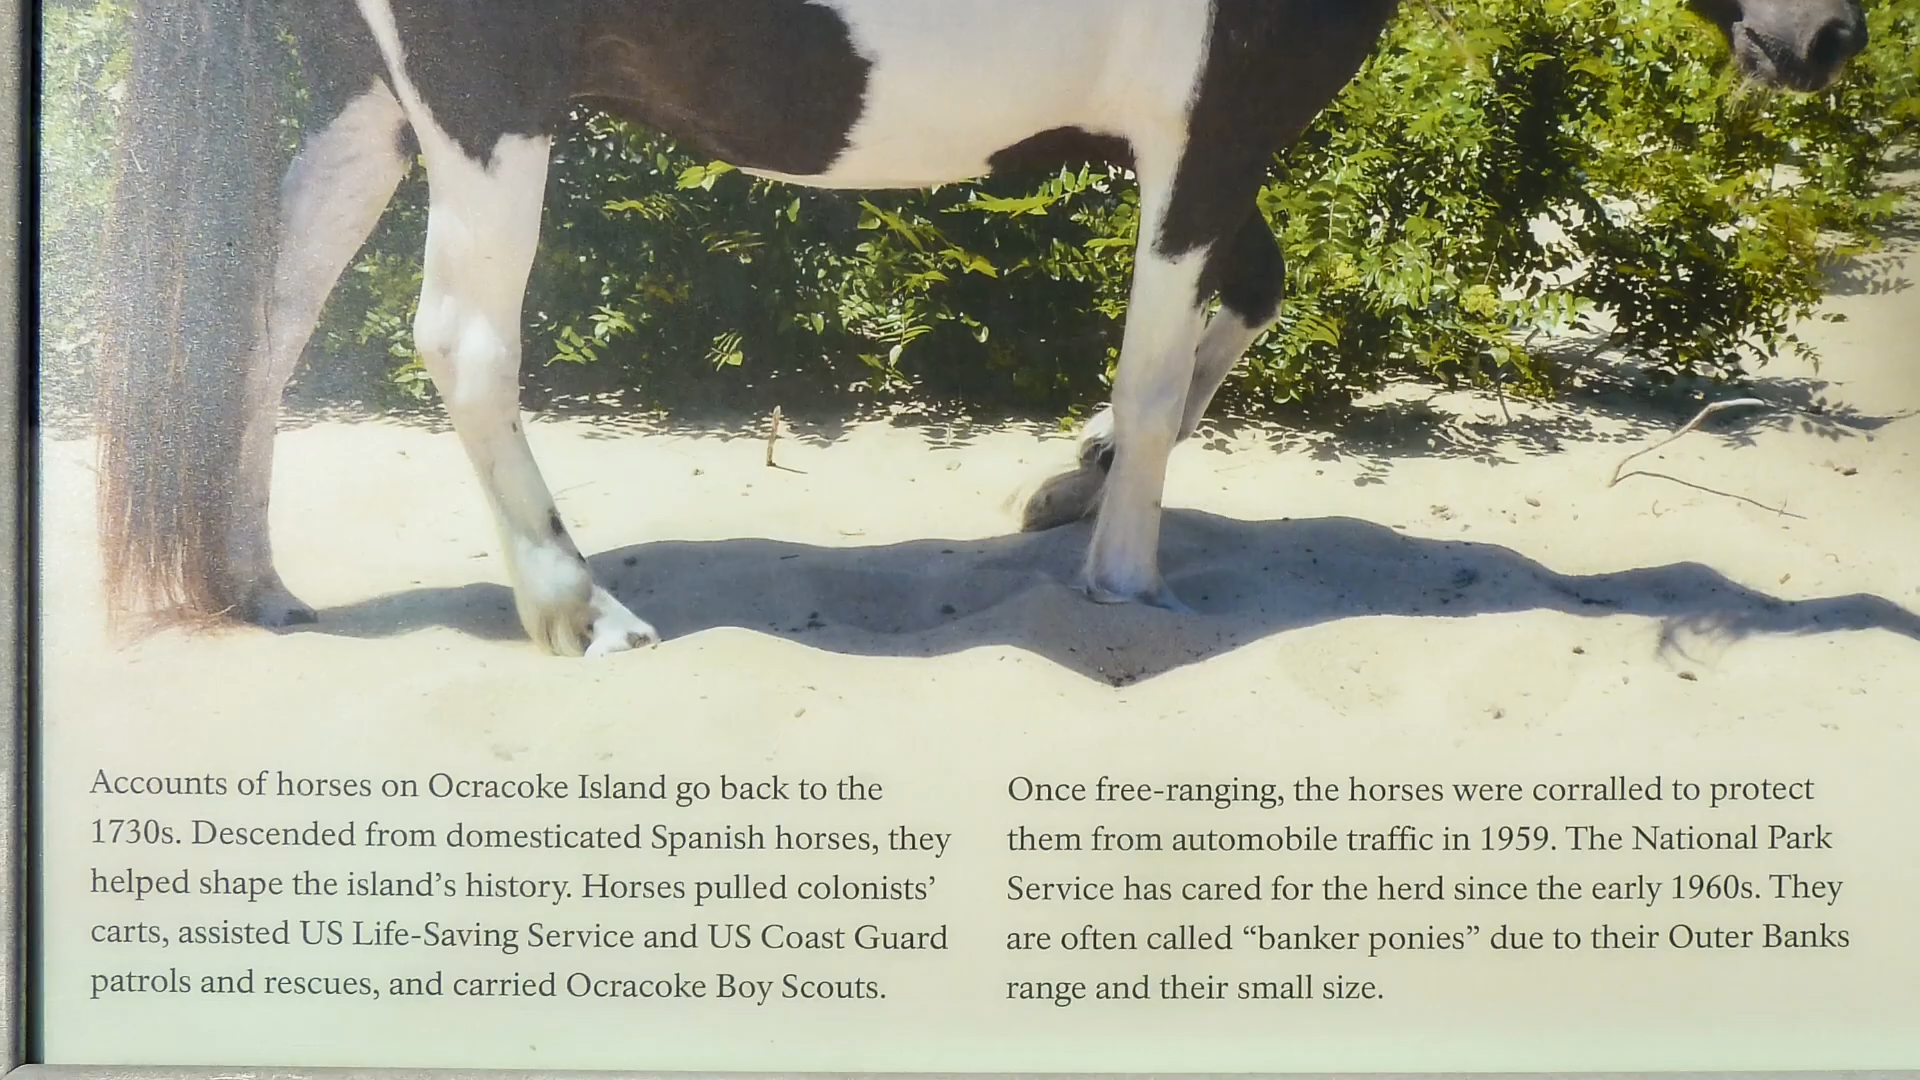 Accounts of horses on Ocracoke Island go back to the
1730s. Descended from domesticated Spanish horses, they
helped shape the island’s history. Horses pulled colonists’
carts, assisted US Life-Saving Service and US Coast Guard
patrols and rescues, and carried Ocracoke Boy Scouts.
Once free-ranging, the horses were corralled to protect
them from automobile traffic in 1959. The National Park
Service has cared for the herd since the early 1960s. They
are often called “banker ponies” due to their Outer Banks
range and their small size.